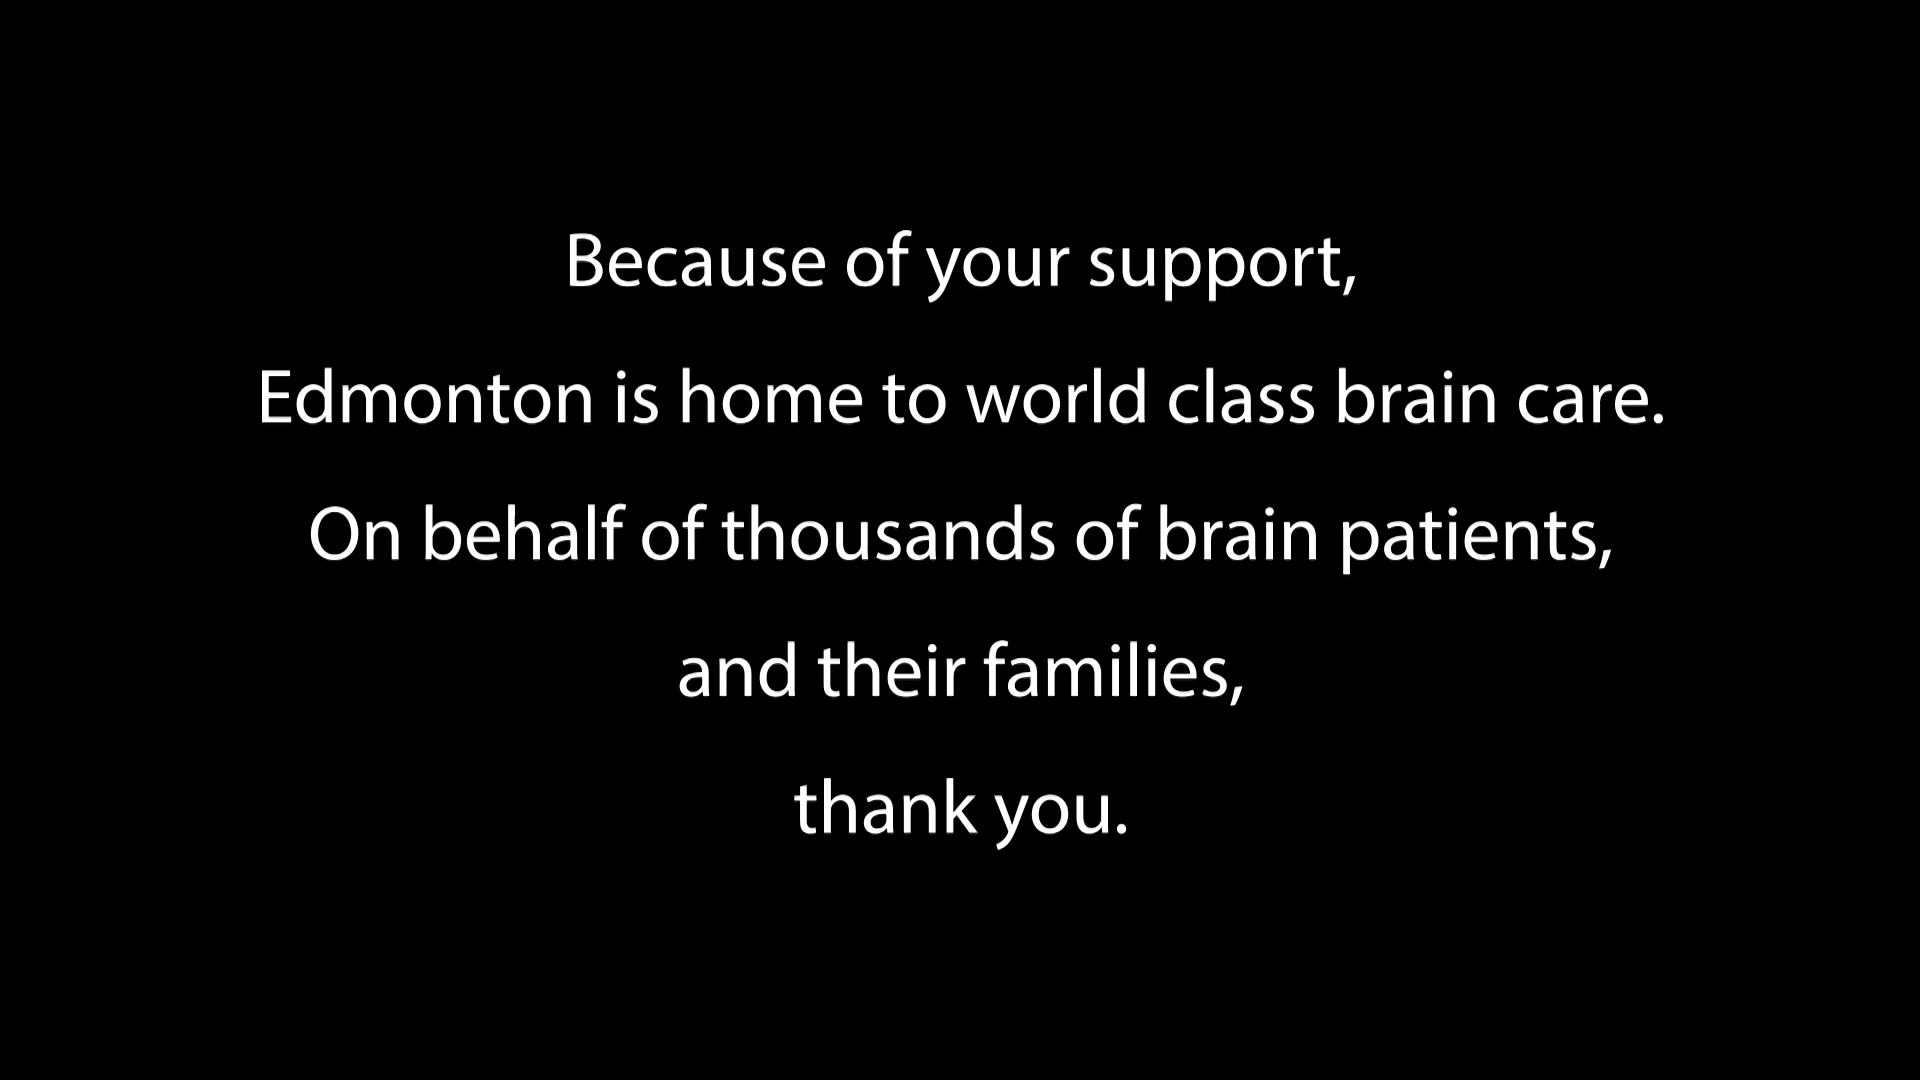 Because of your support,
Edmonton is home to world class brain care.
On behalf of thousands of brain patients,
and their families,
thank you.